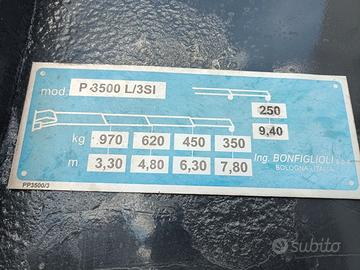 mod. P 3500 L/3SI
250
9,40
kg 970 620 450 350
m. 3,30 4,80 6,30 7,80
Ing. BONFIGLIOLI S.p.A.
BOLOGNA - ITALIA
PP3500/3
subito